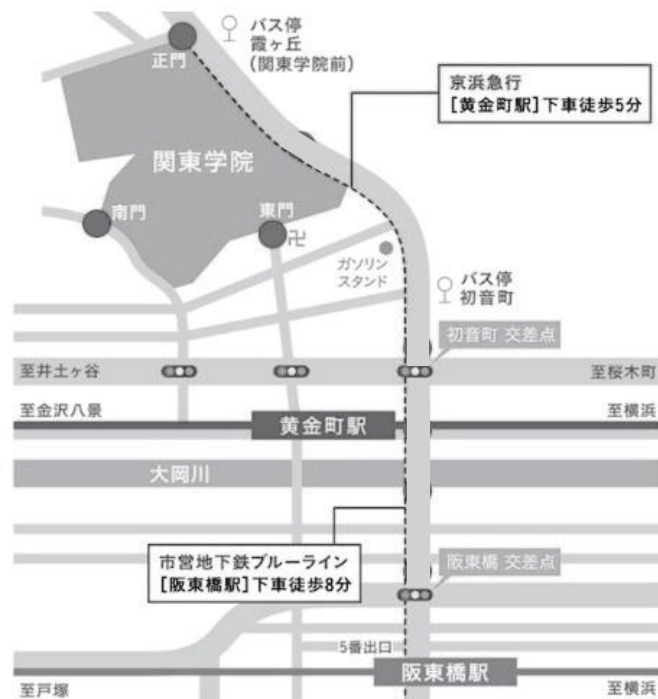 バス停
霞ヶ丘
(関東学院前)
正門
京浜急行
[黄金町駅]下車徒歩5分
関東学院
南門
東門
卍
ガソリン
スタンド
バス停
初音町
初音町 交差点
至井土ヶ谷
至桜木町
至金沢八景
至横浜
黄金町駅
大岡川
市営地下鉄ブルーライン
[阪東橋駅]下車徒歩8分
阪東橋 交差点
5番出口
阪東橋駅
至戸塚
至横浜